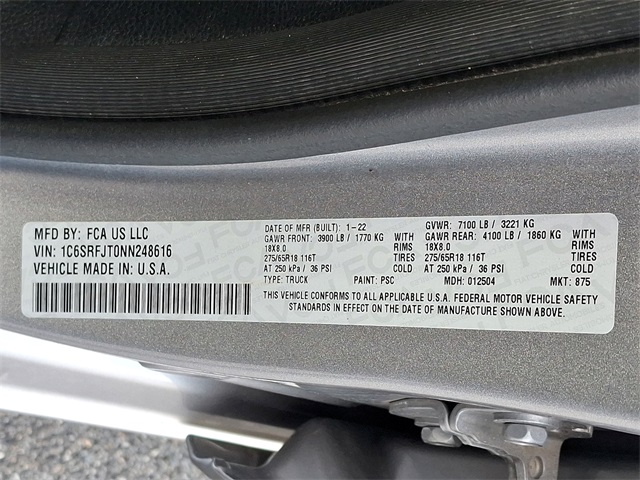 MFD BY: FCA US LLC
VIN: 1C6SRFJT0NN248616
VEHICLE MADE IN: U.S.A.
DATE OF MFR (BUILT): 1-22 GVWR: 7100 LB / 3221 KG
GAWR FRONT: 3900 LB / 1770 KG WITH GAWR REAR: 4100 LB / 1860 KG WITH
18X8.0 RIMS 18X8.0 RIMS
275/65R18 116T TIRES 275/65R18 116T TIRES
AT 250 kPa / 36 PSI COLD AT 250 kPa / 36 PSI COLD
TYPE: TRUCK PAINT: PSC MDH: 012504 MKT: 875
THIS VEHICLE CONFORMS TO ALL APPLICABLE U.S.A. FEDERAL MOTOR VEHICLE SAFETY
STANDARDS IN EFFECT ON THE DATE OF MANUFACTURE SHOWN ABOVE.